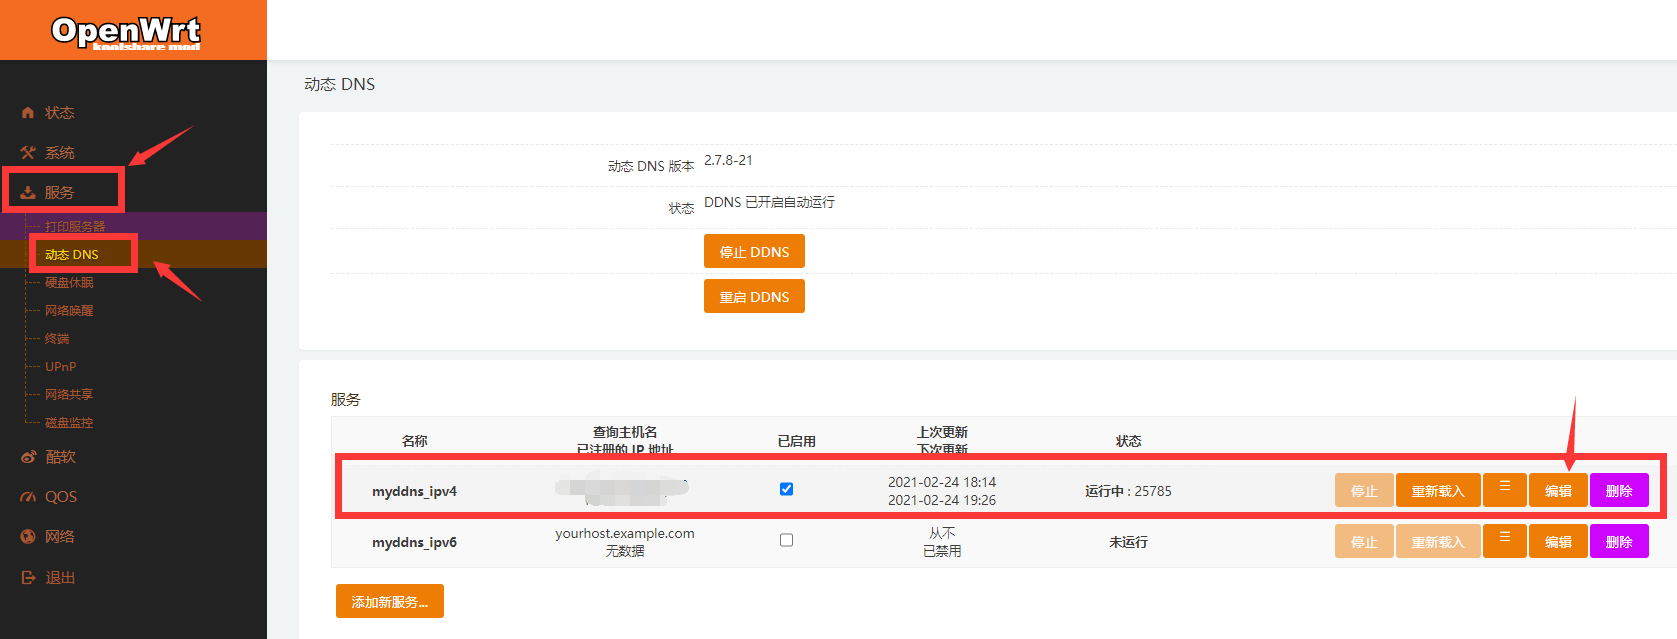 OpenWrt
koolshare mod
状态
系统
服务
打印服务器
动态 DNS
硬盘休眠
网络唤醒
终端
UPnP
网络共享
磁盘监控
酷软
QOS
网络
退出
动态 DNS
动态 DNS 版本 2.7.8-21
状态 DDNS 已开启自动运行
停止 DDNS
重启 DDNS
服务
名称 查询主机名 已启用 上次更新 状态
已注册的 IP 地址 下次更新
myddns_ipv4 2021-02-24 18:14 运行中 : 25785 停止 重新载入 编辑 删除
2021-02-24 19:26
myddns_ipv6 yourhost.example.com 从不 未运行 停止 重新载入 编辑 删除
无数据 已禁用
添加新服务...